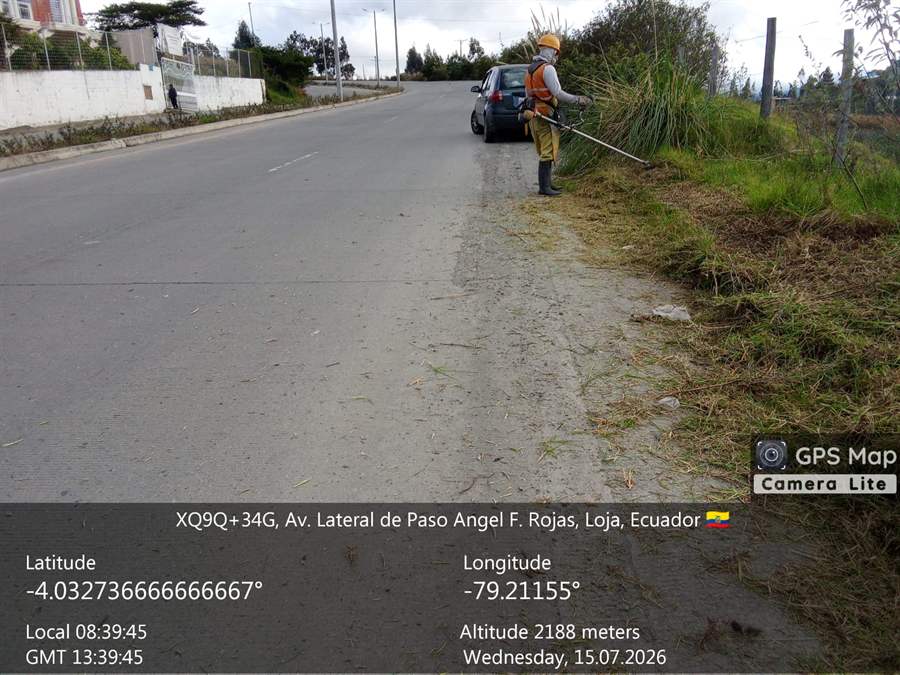 GPS Map
Camera Lite
XQ9Q+34G, Av. Lateral de Paso Angel F. Rojas, Loja, Ecuador 🇪🇨
Latitude
-4.032736666666667°
Longitude
-79.21155°
Local 08:39:45
GMT 13:39:45
Altitude 2188 meters
Wednesday, 15.07.2026